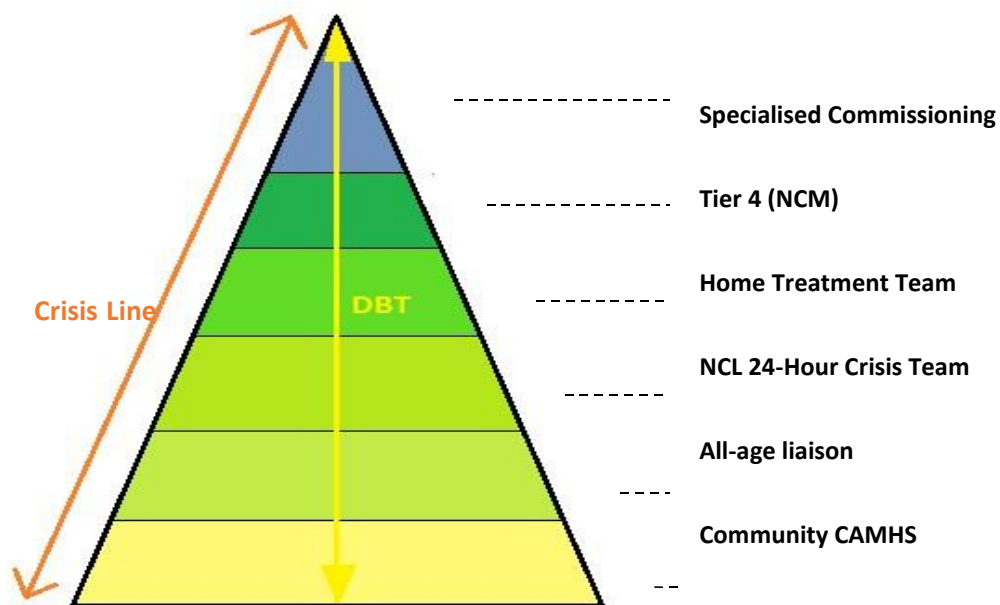 Specialised Commissioning
Tier 4 (NCM)
Home Treatment Team
Crisis Line
DBT
NCL 24-Hour Crisis Team
All-age liaison
Community CAMHS